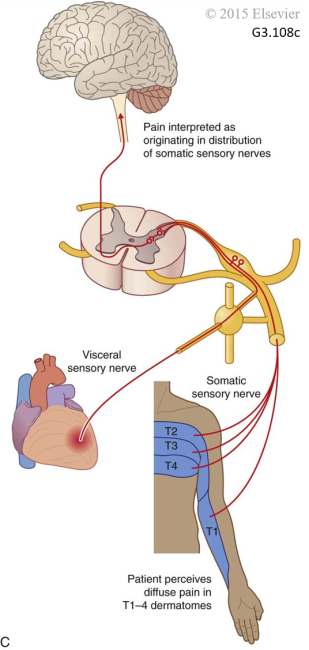 © 2015 Elsevier
G3.108c
Pain interpreted as
originating in distribution
of somatic sensory nerves
Visceral
sensory nerve
Somatic
sensory nerve
T2
T3
T4
T1
Patient perceives
diffuse pain in
T1–4 dermatomes
C